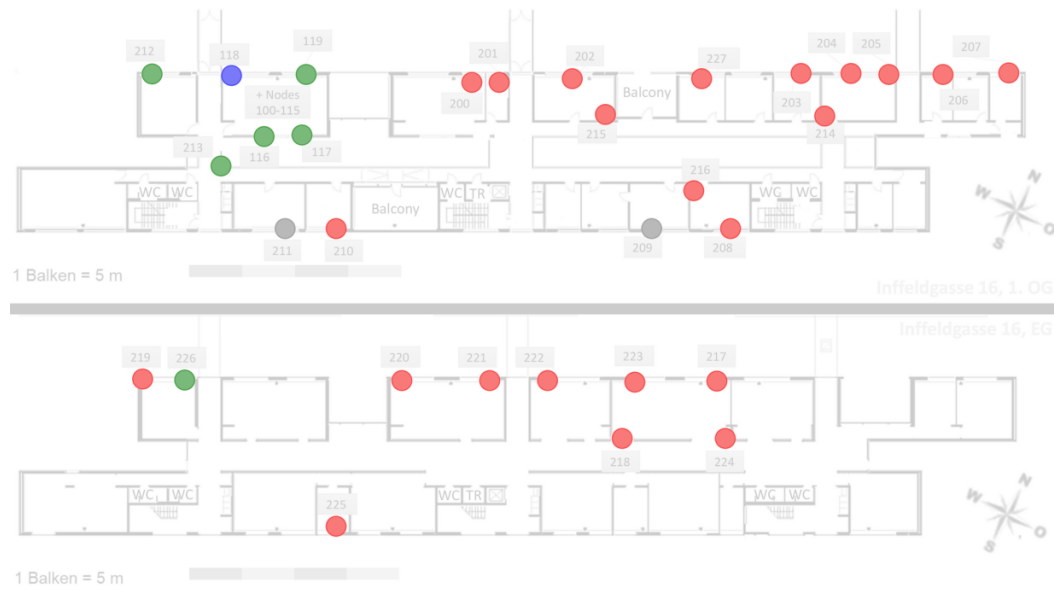 212
118
119
201
202
227
204
205
207
+ Nodes
100-115
200
Balcony
203
206
215
214
213
116
117
216
WC WC
WC TR
WC WC
Balcony
211
210
209
208
N
W
O
S
1 Balken = 5 m
Inffeldgasse 16, 1. OG
Inffeldgasse 16, EG
219
226
220
221
222
223
217
218
224
WC WC
WC TR
WC WC
225
N
W
O
S
1 Balken = 5 m